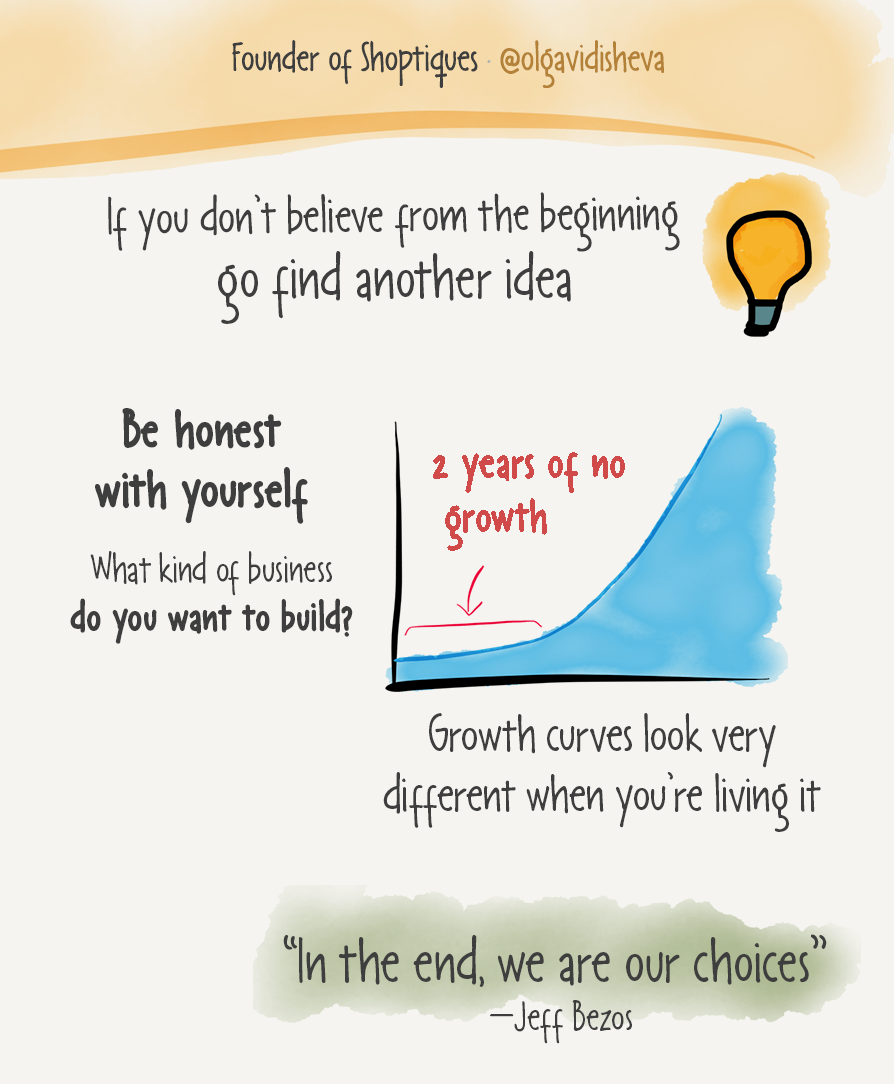 Founder of Shoptiques · @olgavidisheva
If you don't believe from the beginning
go find another idea
Be honest
with yourself
What kind of business
do you want to build?
2 years of no
growth
Growth curves look very
different when you're living it
“In the end, we are our choices”
—Jeff Bezos